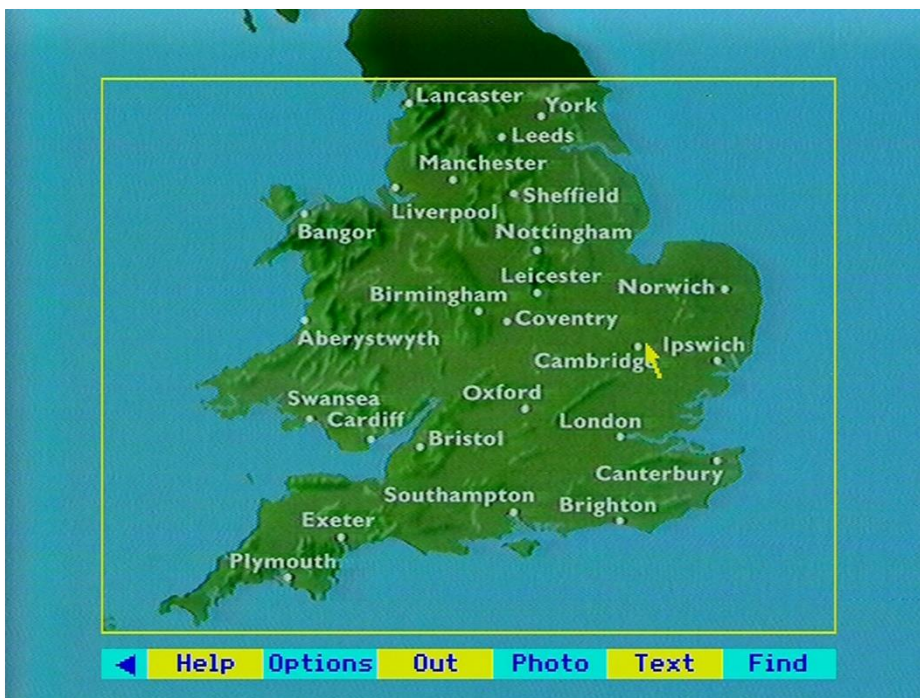 Lancaster
York
Leeds
Manchester
Sheffield
Liverpool
Bangor
Nottingham
Leicester
Norwich
Birmingham
Coventry
Aberystwyth
Ipswich
Cambridge
Swansea
Oxford
Cardiff
London
Bristol
Canterbury
Southampton
Brighton
Exeter
Plymouth
Help Options Out Photo Text Find